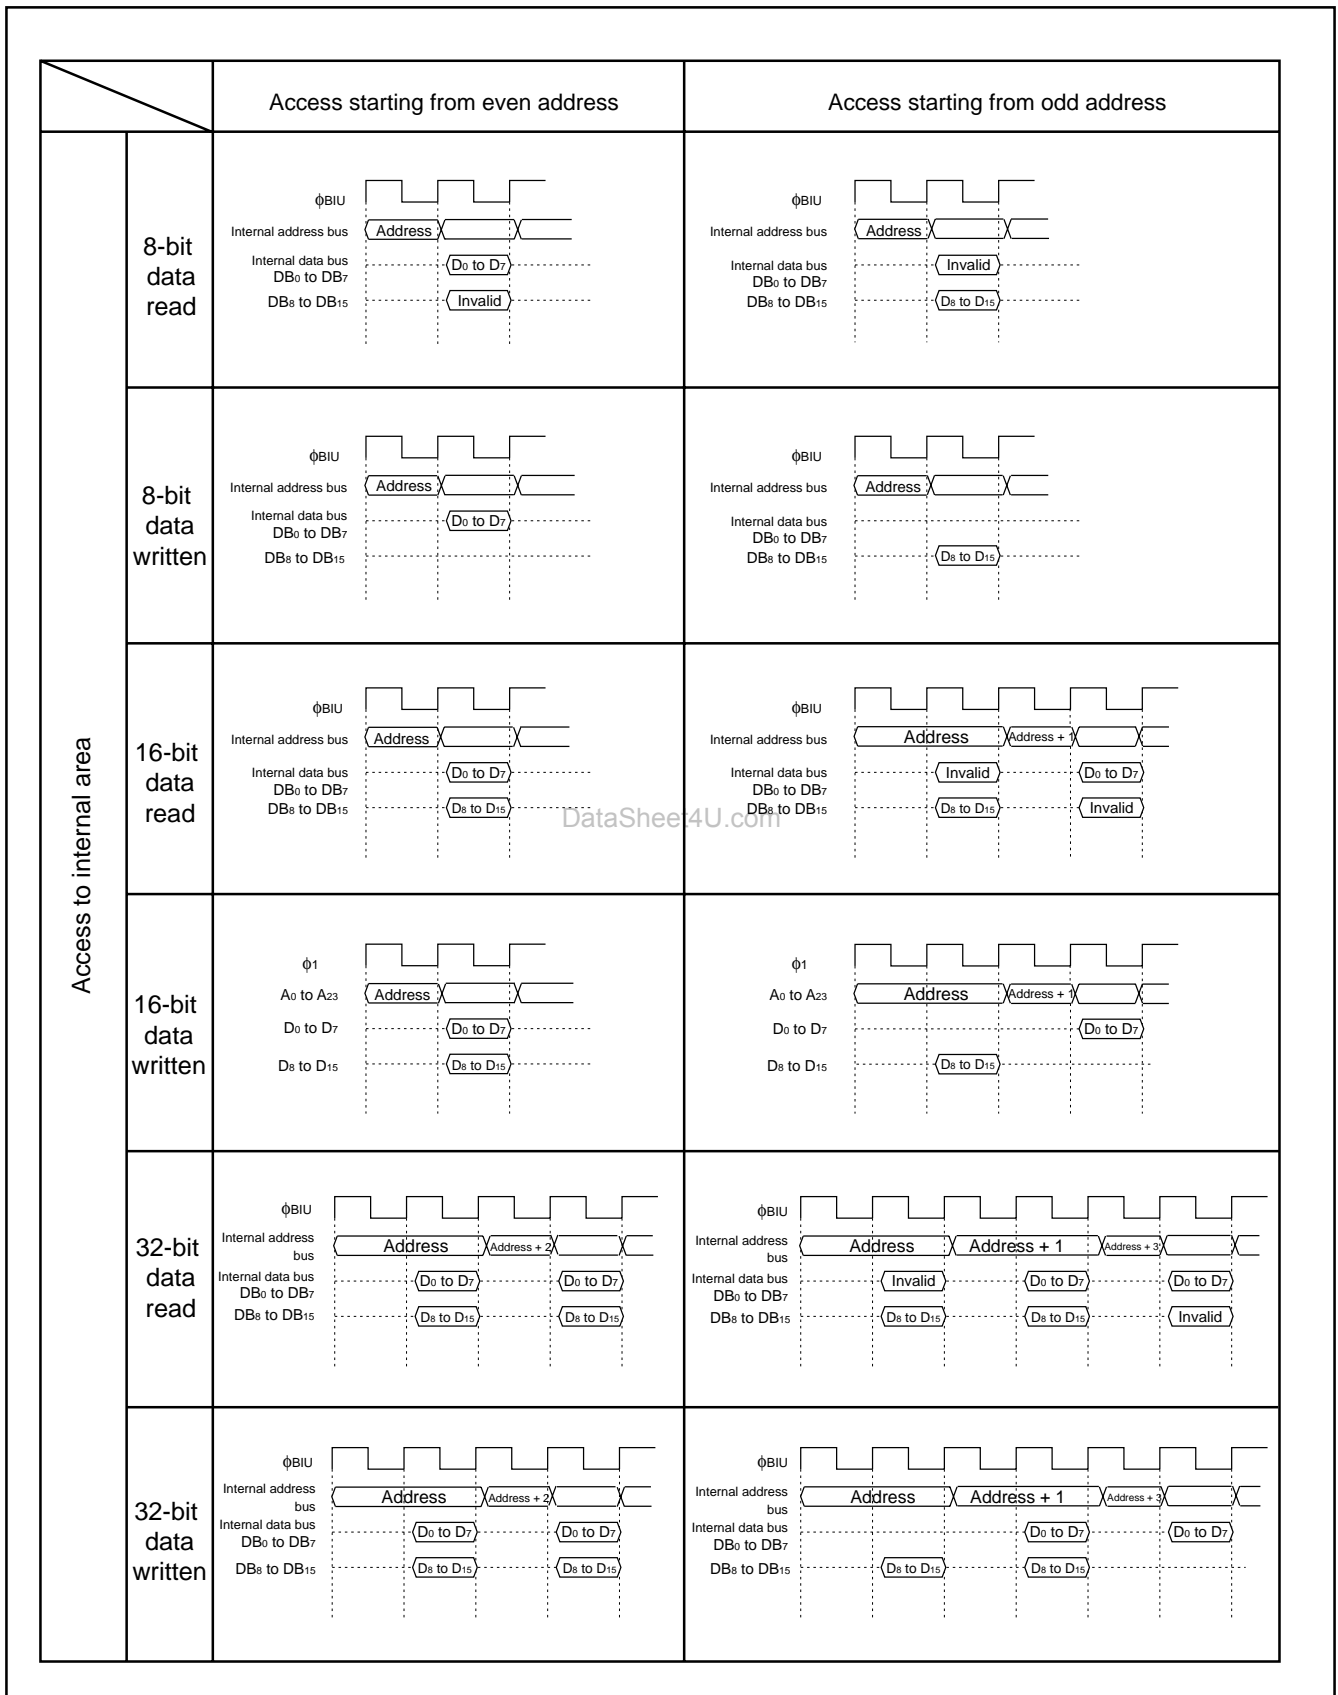 Access starting from even address
Access starting from odd address
Access to internal area
8-bit
data
read
ϕBIU
Internal address bus
Address
Internal data bus
DB0 to DB7
D0 to D7
DB8 to DB15
Invalid
ϕBIU
Internal address bus
Address
Internal data bus
DB0 to DB7
Invalid
DB8 to DB15
D8 to D15
8-bit
data
written
ϕBIU
Internal address bus
Address
Internal data bus
DB0 to DB7
D0 to D7
DB8 to DB15
ϕBIU
Internal address bus
Address
Internal data bus
DB0 to DB7
DB8 to DB15
D8 to D15
16-bit
data
read
ϕBIU
Internal address bus
Address
Internal data bus
DB0 to DB7
D0 to D7
DB8 to DB15
D8 to D15
ϕBIU
Internal address bus
Address Address + 1
Internal data bus
DB0 to DB7
Invalid D0 to D7
DB8 to DB15
D8 to D15 Invalid
DataSheet4U.com
16-bit
data
written
ϕ1
A0 to A23
Address
D0 to D7
D0 to D7
D8 to D15
D8 to D15
ϕ1
A0 to A23
Address Address + 1
D0 to D7
D0 to D7
D8 to D15
D8 to D15
32-bit
data
read
ϕBIU
Internal address
bus
Address Address + 2
Internal data bus
DB0 to DB7
D0 to D7 D0 to D7
DB8 to DB15
D8 to D15 D8 to D15
ϕBIU
Internal address
bus
Address Address + 1 Address + 3
Internal data bus
DB0 to DB7
Invalid D0 to D7 D0 to D7
DB8 to DB15
D8 to D15 D8 to D15 Invalid
32-bit
data
written
ϕBIU
Internal address
bus
Address Address + 2
Internal data bus
DB0 to DB7
D0 to D7 D0 to D7
DB8 to DB15
D8 to D15 D8 to D15
ϕBIU
Internal address
bus
Address Address + 1 Address + 3
Internal data bus
DB0 to DB7
D0 to D7 D0 to D7
DB8 to DB15
D8 to D15 D8 to D15